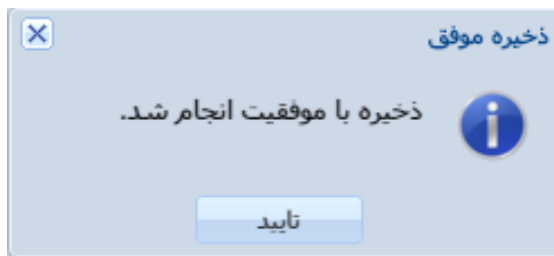 ذخیره موفق
ذخیره با موفقیت انجام شد.
تایید